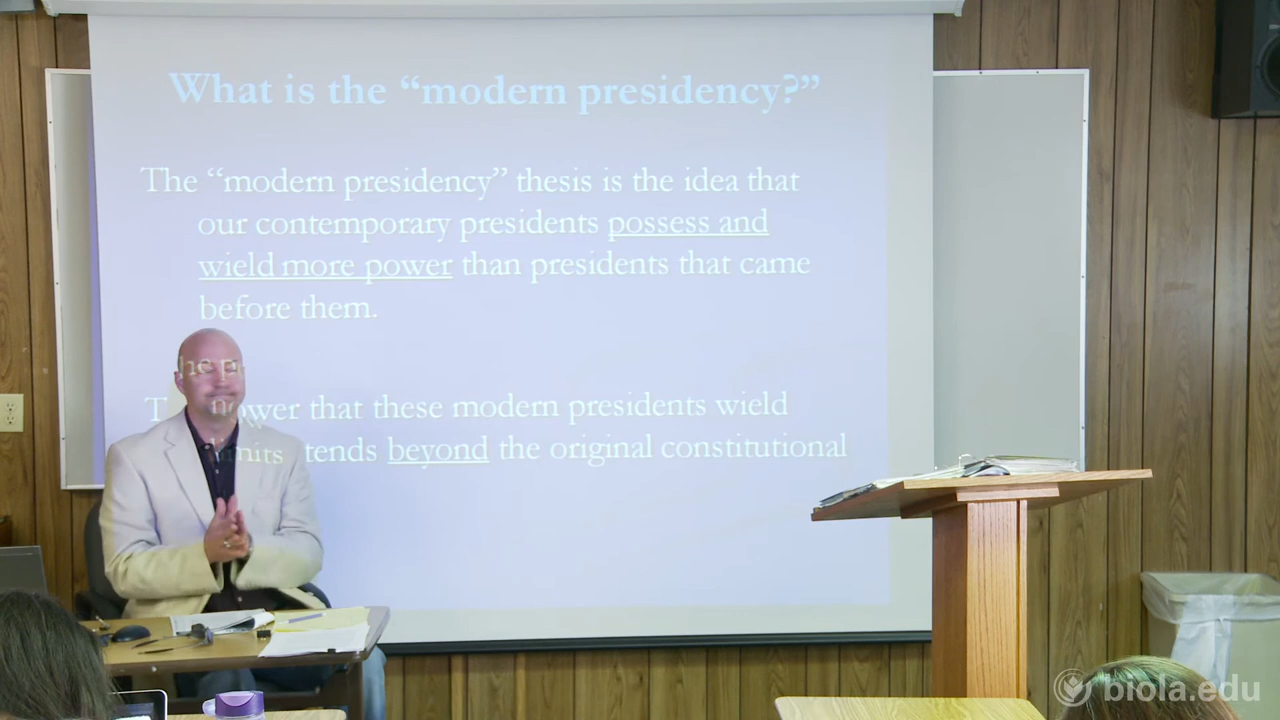 What is the “modern presidency?”
The “modern presidency” thesis is the idea that
our contemporary presidents possess and
wield more power than presidents that came
before them.
power that these modern presidents wield
tends beyond the original constitutional
limits
biola.edu